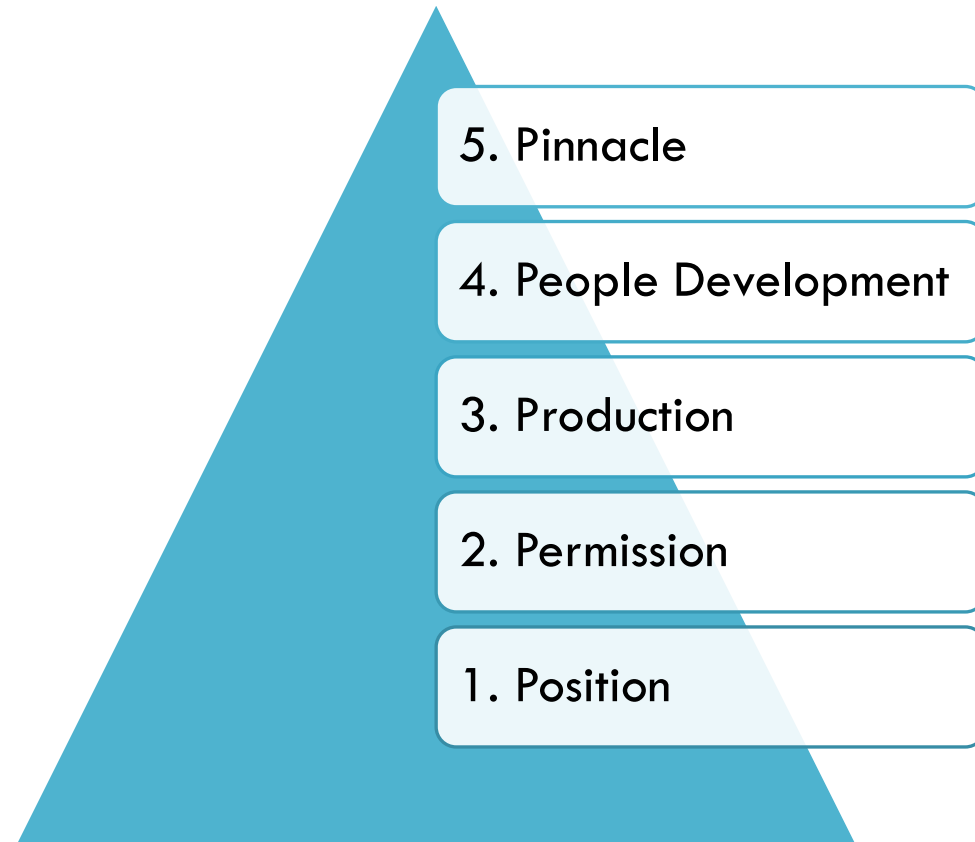 5. Pinnacle
4. People Development
3. Production
2. Permission
1. Position